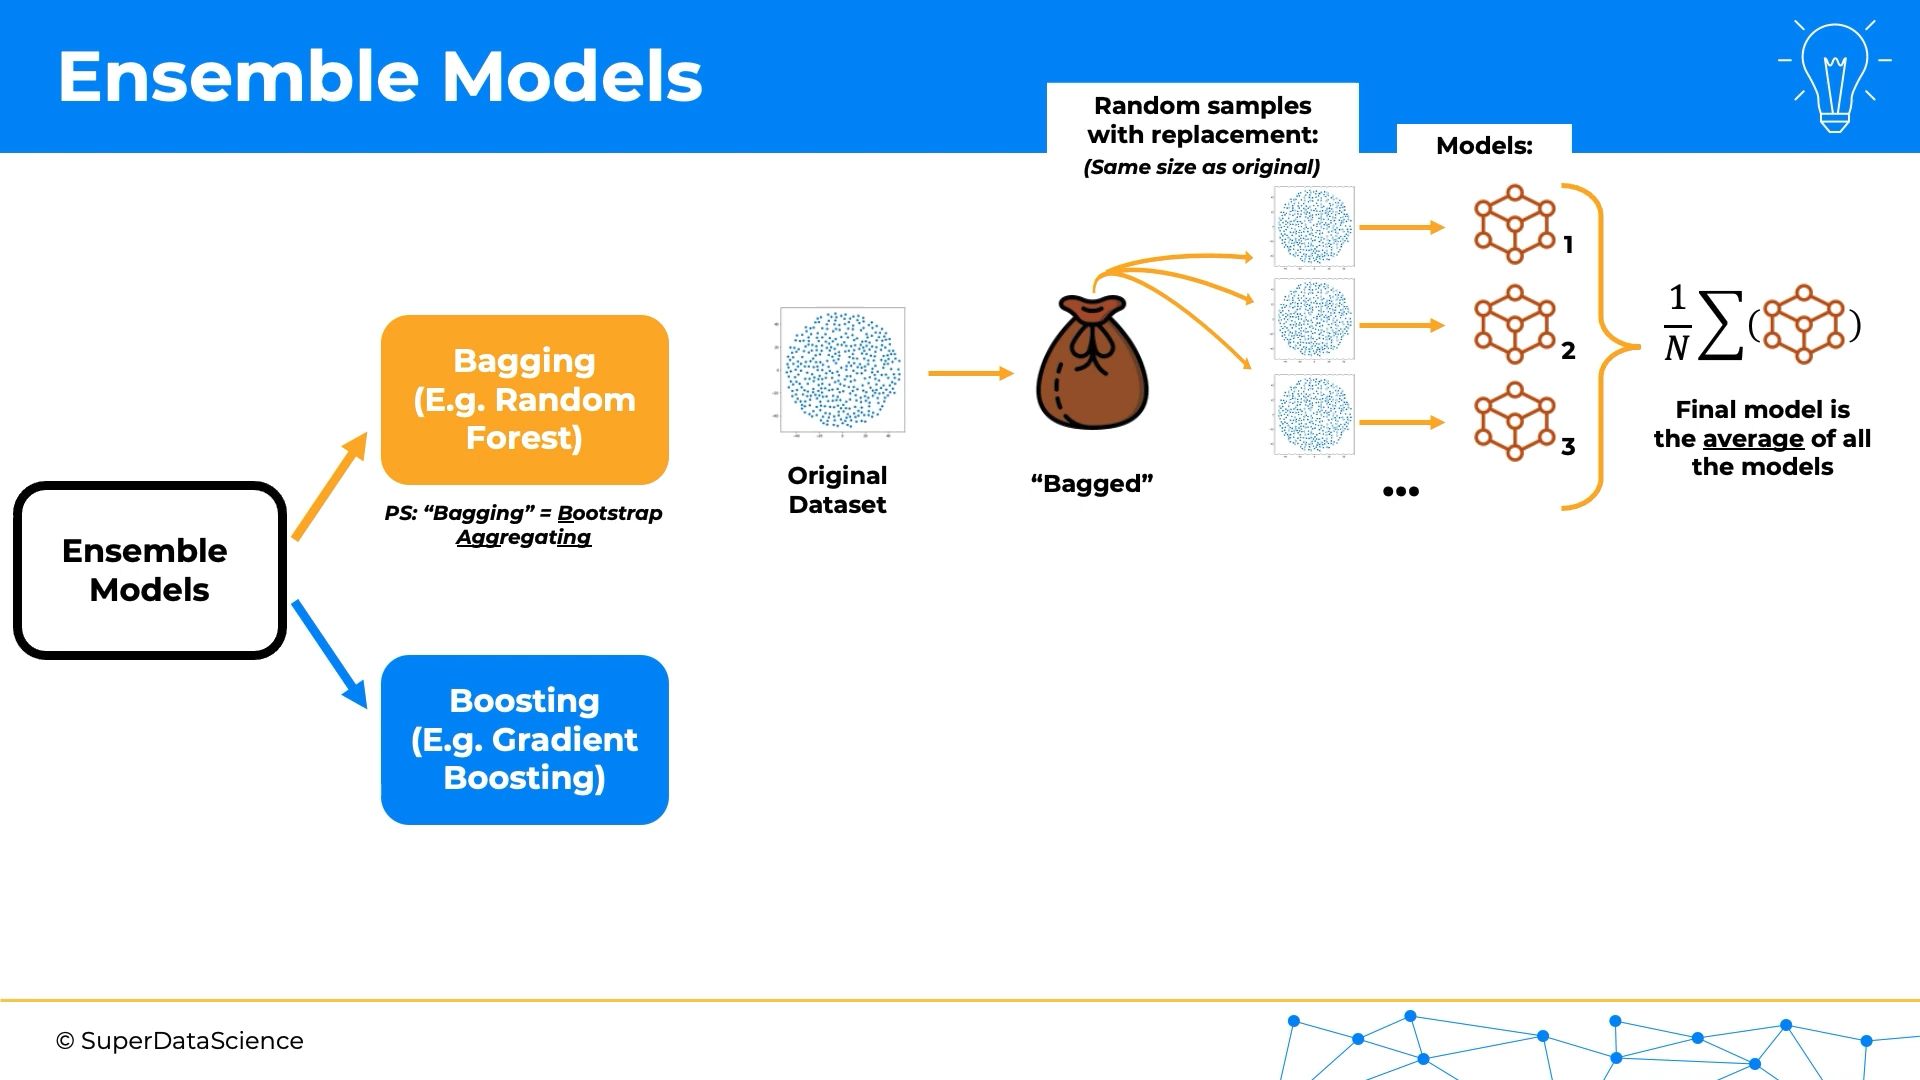 Ensemble Models
Random samples
with replacement:
(Same size as original)
Models:
1
2
3
1
N
∑( )
Final model is
the average of all
the models
Original
Dataset
“Bagged”
...
Bagging
(E.g. Random
Forest)
PS: “Bagging” = Bootstrap
Aggregating
Ensemble
Models
Boosting
(E.g. Gradient
Boosting)
© SuperDataScience